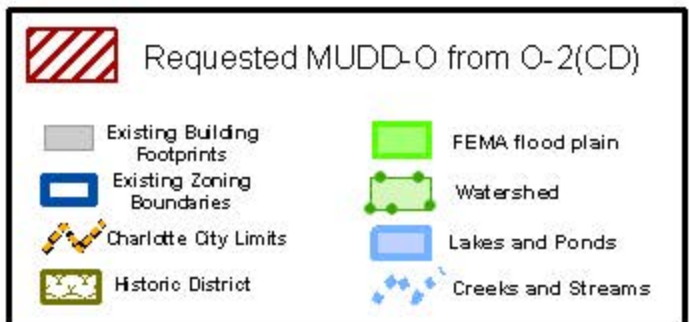 Requested MUDD-O from O-2(CD)
Existing Building
Footprints
Existing Zoning
Boundaries
Charlotte City Limits
Historic District
FEMA flood plain
Watershed
Lakes and Ponds
Creeks and Streams